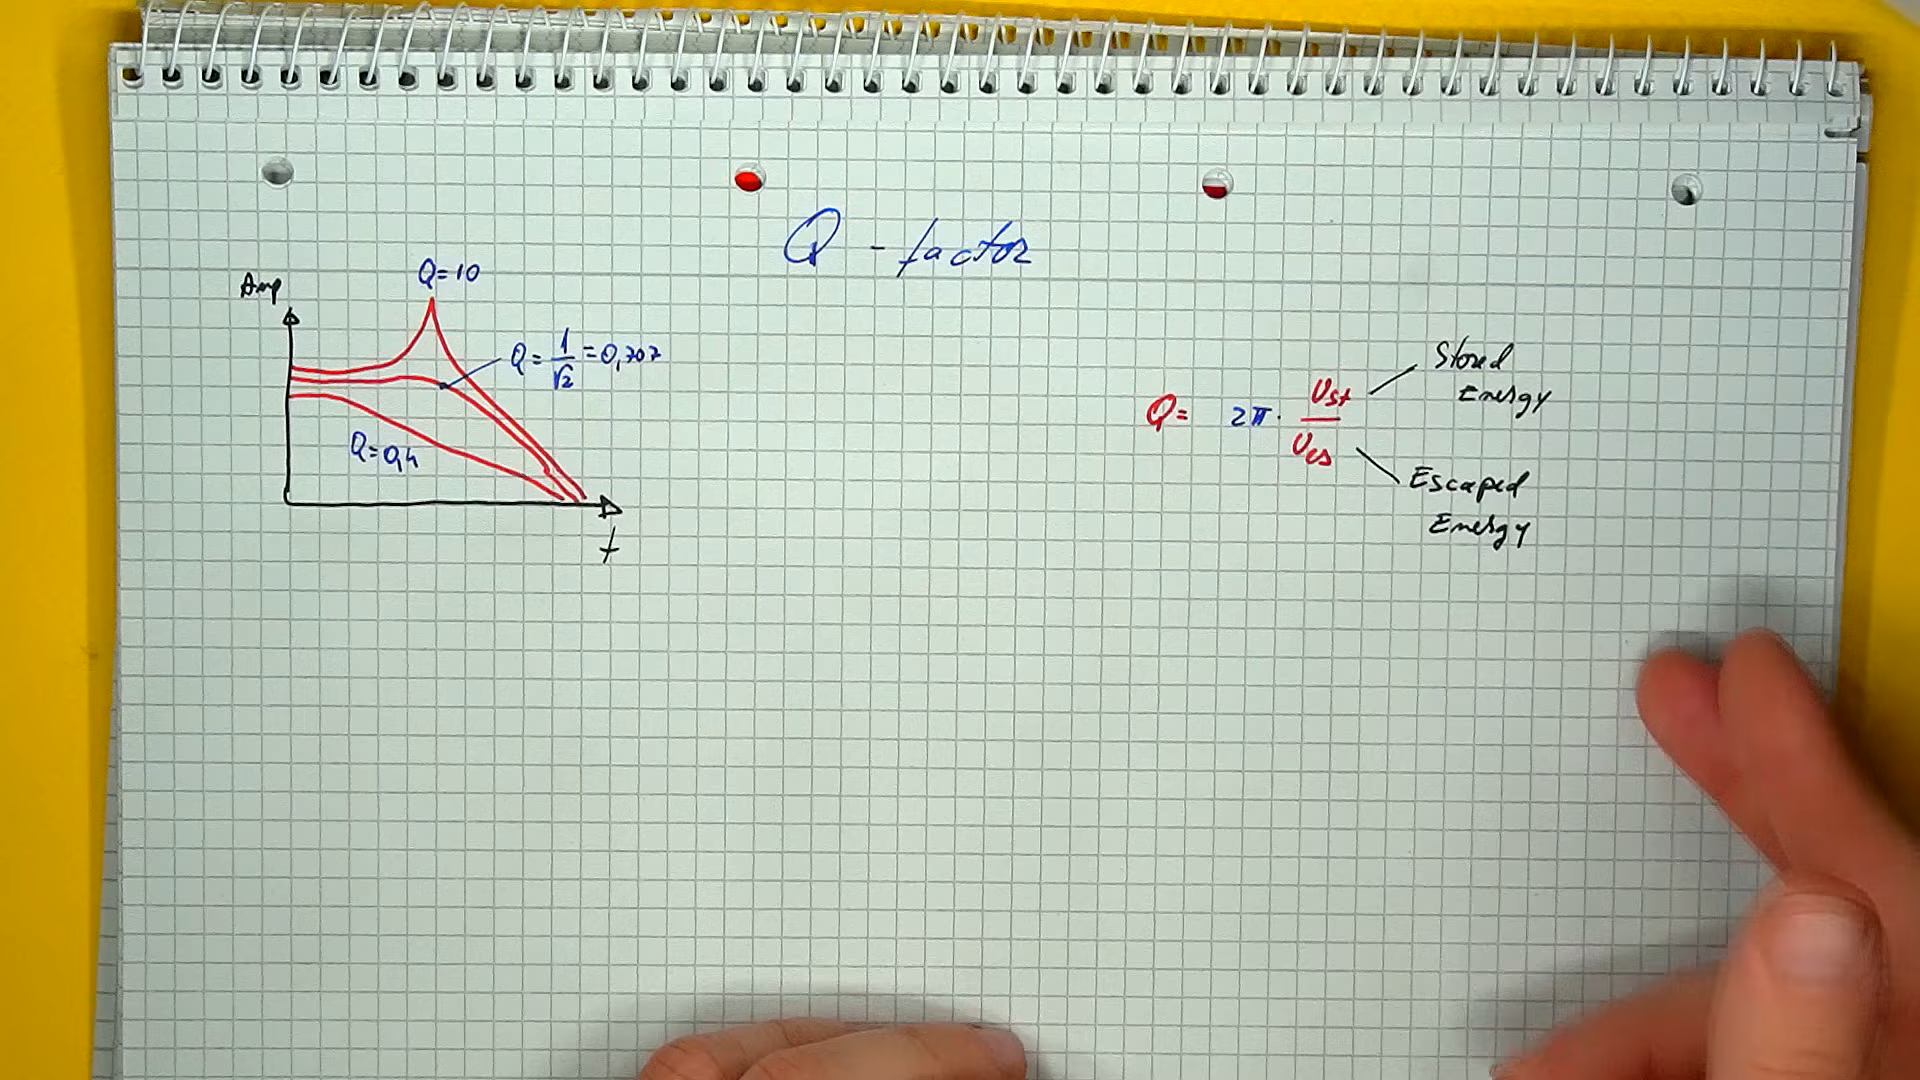 Q - factor
Amp
Q=10
Q= 1/√2 =0,707
Q=0,4
f
Q= 2π· Ust/Ues
Stored
Energy
Escaped
Energy